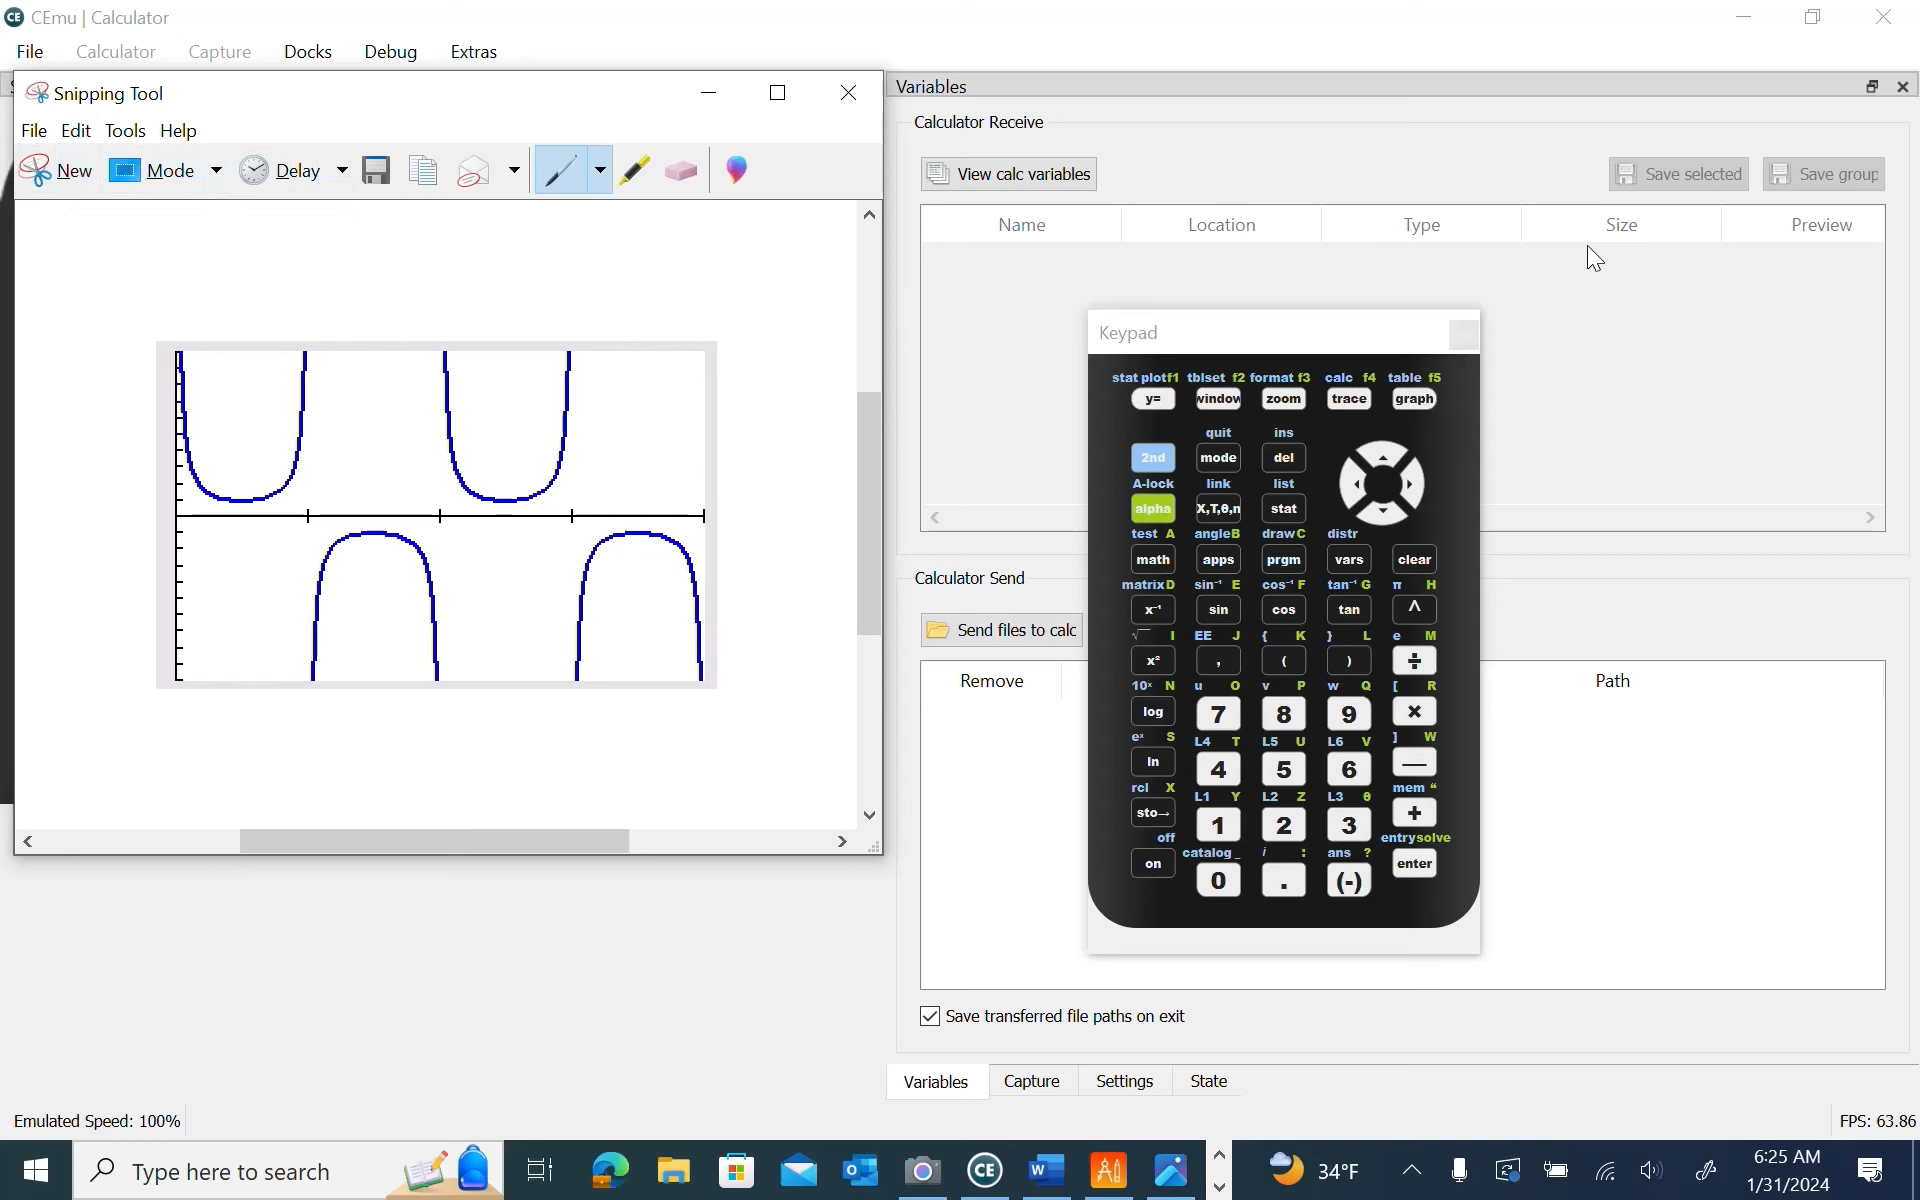 CE CEmu | Calculator
File Calculator Capture Docks Debug Extras
Snipping Tool
File Edit Tools Help
New Mode Delay
Variables
Calculator Receive
View calc variables Save selected Save group
Name Location Type Size Preview
Keypad
stat plot f1 tblset f2 format f3 calc f4 table f5
y= window zoom trace graph
quit ins
2nd mode del
A-lock link list
alpha X,T,θ,n stat
test A angle B draw C distr
math apps prgm vars clear
matrix D sin⁻¹ E cos⁻¹ F tan⁻¹ G π H
x⁻¹ sin cos tan ^
√ I EE J { K } L e M
x² , ( ) ÷
10ˣ N u O v P w Q [ R
log 7 8 9 ×
eˣ S L4 T L5 U L6 V ] W
ln 4 5 6 —
rcl X L1 Y L2 Z L3 θ mem "
sto→ 1 2 3 +
off catalog _ i : ans ? entry solve
on 0 . (-) enter
Calculator Send
Send files to calc
Remove Path
Save transferred file paths on exit
Variables Capture Settings State
Emulated Speed: 100% FPS: 63.86
Type here to search
CE
34°F
6:25 AM
1/31/2024